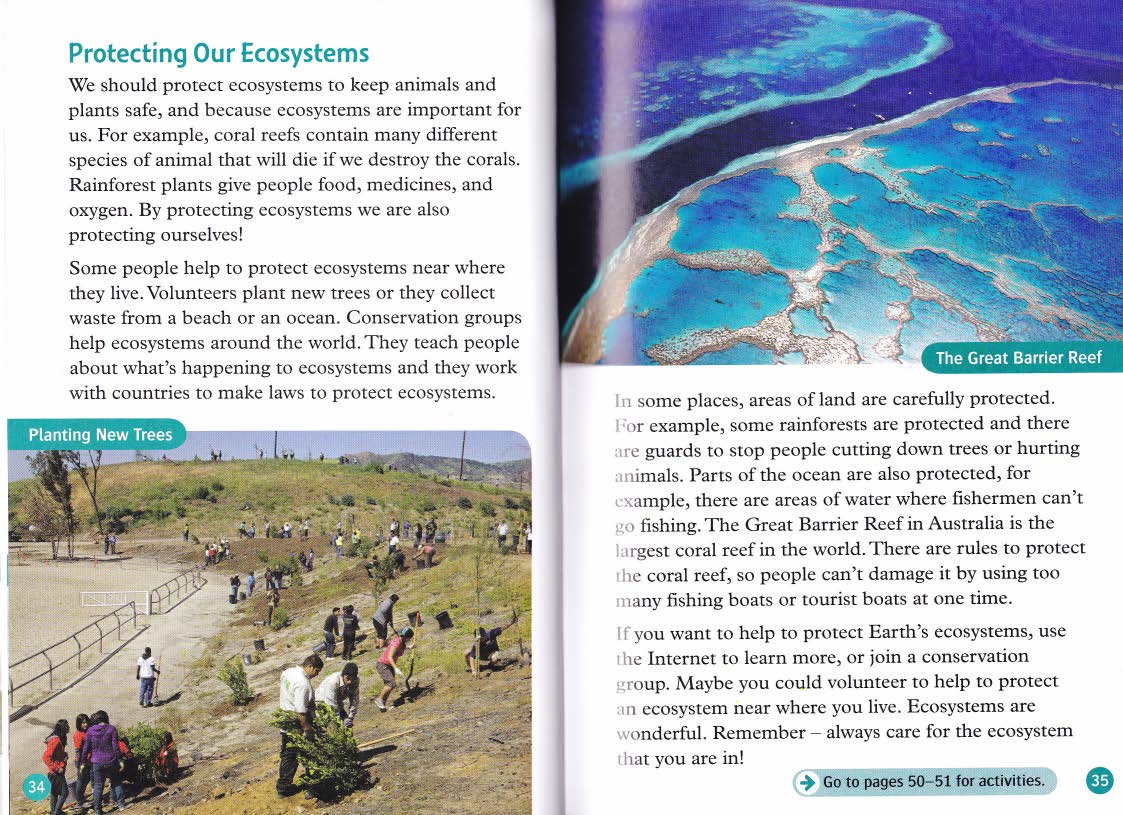 Protecting Our Ecosystems
We should protect ecosystems to keep animals and
plants safe, and because ecosystems are important for
us. For example, coral reefs contain many different
species of animal that will die if we destroy the corals.
Rainforest plants give people food, medicines, and
oxygen. By protecting ecosystems we are also
protecting ourselves!
Some people help to protect ecosystems near where
they live. Volunteers plant new trees or they collect
waste from a beach or an ocean. Conservation groups
help ecosystems around the world. They teach people
about what's happening to ecosystems and they work
with countries to make laws to protect ecosystems.
Planting New Trees
34
The Great Barrier Reef
In some places, areas of land are carefully protected.
For example, some rainforests are protected and there
are guards to stop people cutting down trees or hurting
animals. Parts of the ocean are also protected, for
example, there are areas of water where fishermen can't
go fishing. The Great Barrier Reef in Australia is the
largest coral reef in the world. There are rules to protect
the coral reef, so people can't damage it by using too
many fishing boats or tourist boats at one time.
If you want to help to protect Earth's ecosystems, use
the Internet to learn more, or join a conservation
group. Maybe you could volunteer to help to protect
an ecosystem near where you live. Ecosystems are
wonderful. Remember – always care for the ecosystem
that you are in!
Go to pages 50–51 for activities.
35